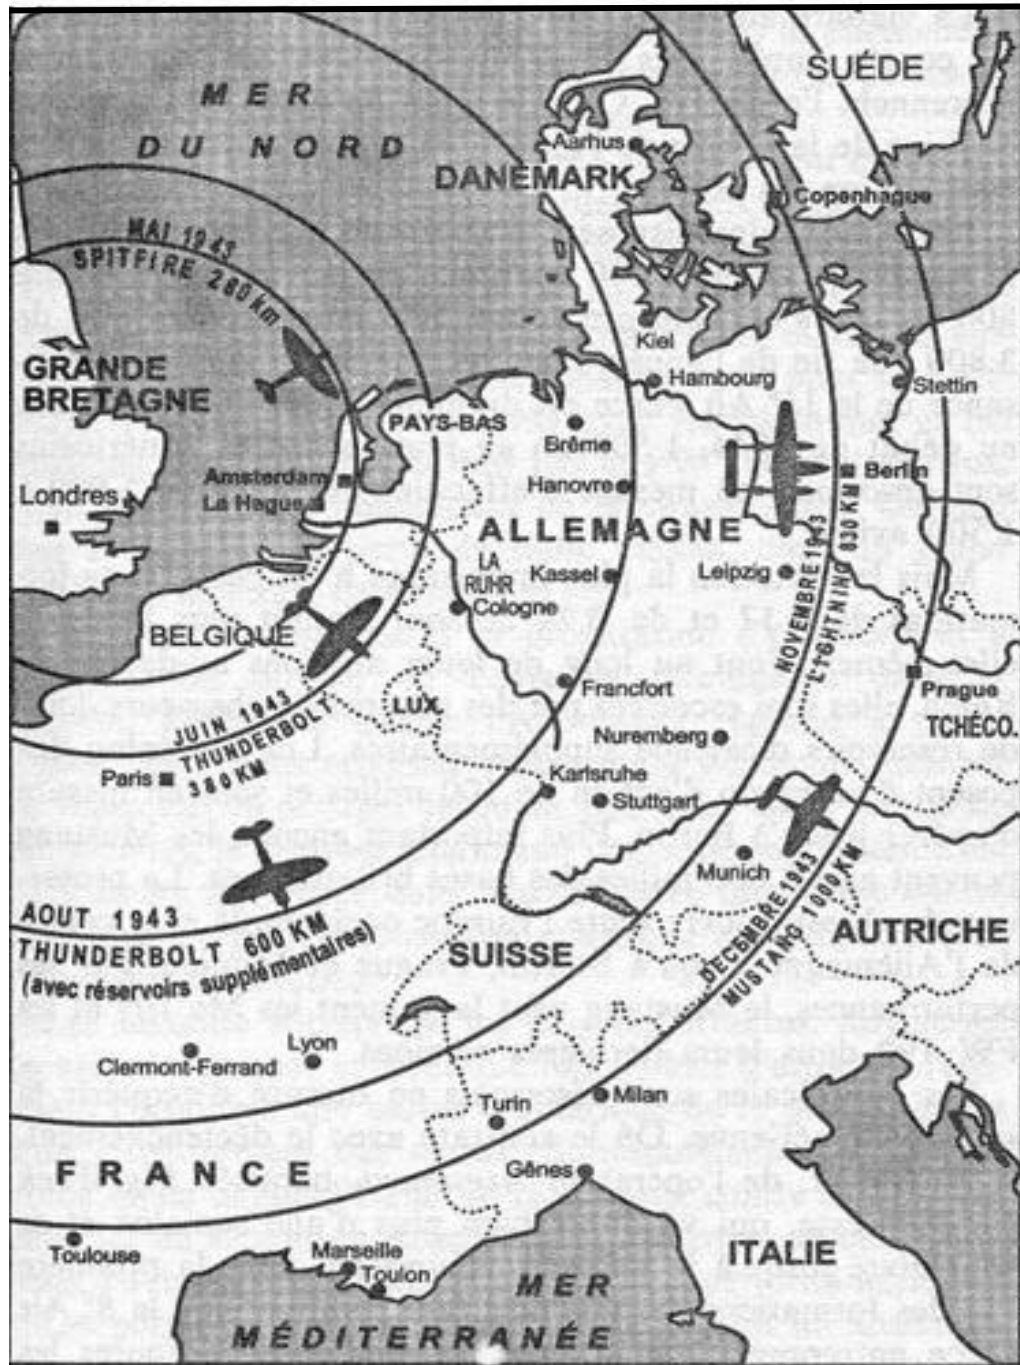 SUÉDE
MER
DU NORD
Aarhus
DANEMARK
Copenhague
MAI 1943
SPITFIRE 280 km
Kiel
GRANDE
BRETAGNE
Hambourg
Stettin
PAYS-BAS
Brême
Amsterdam
Berlin
La Hague
Hanovre
Londres
ALLEMAGNE
NOVEMBRE 1943
LIGHTNING 830 KM
LA
RUHR
Kassel
Leipzig
Cologne
BELGIQUE
Francfort
Prague
LUX.
TCHÉCO.
JUIN 1943
THUNDERBOLT
380 KM
Nuremberg
Paris
Karlsruhe
Stuttgart
Munich
DECEMBRE 1943
MUSTANG 1000 KM
AOUT 1943
THUNDERBOLT 600 KM
(avec réservoirs supplémentaires)
AUTRICHE
SUISSE
Lyon
Clermont-Ferrand
Turin
Milan
FRANCE
Gênes
Toulouse
Marseille
Toulon
ITALIE
MER
MÉDITERRANÉE